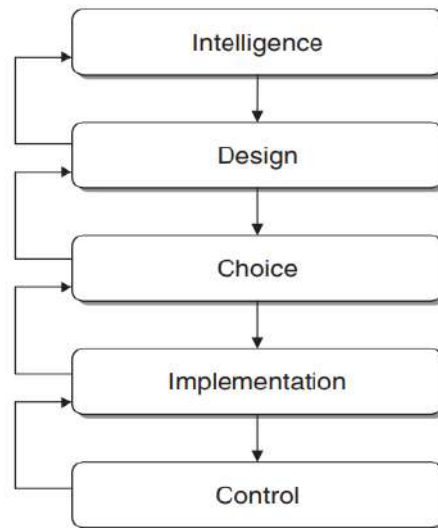 Intelligence
Design
Choice
Implementation
Control